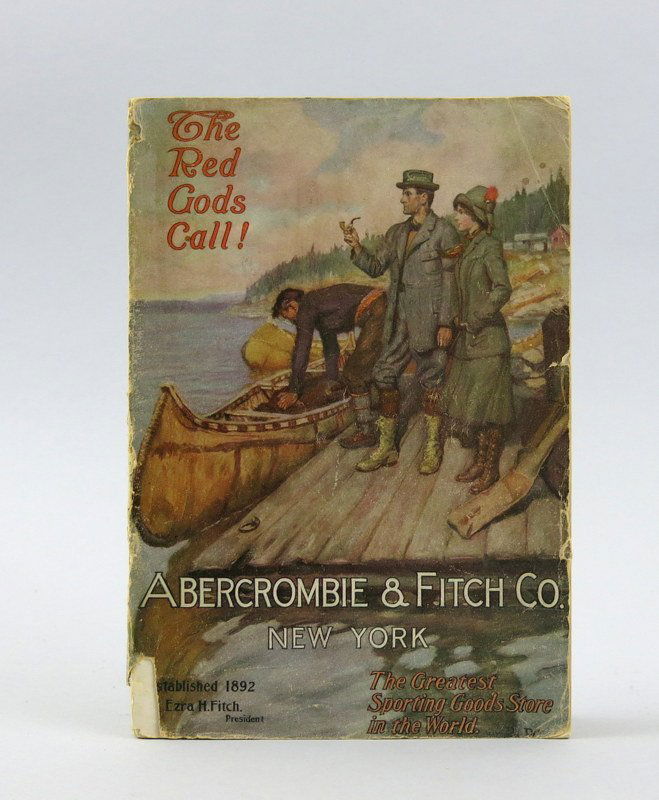 The
Red
Gods
Call!
ABERCROMBIE & FITCH CO.
NEW YORK
stablished 1892
Ezra H. Fitch.
President
The Greatest
Sporting Goods Store
in the World.